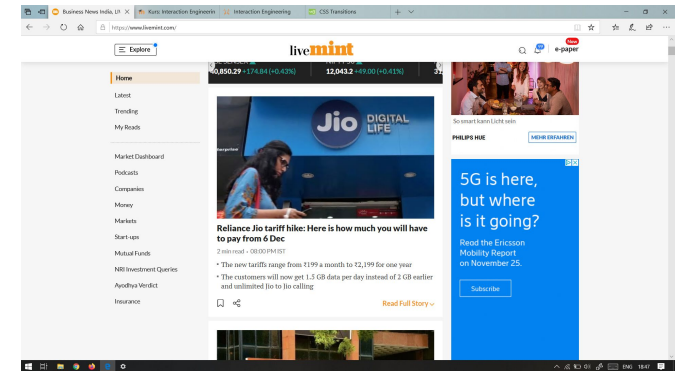 Business News India, Lit
Kurs: Interaction Engineerin
Interaction Engineering
CSS Transitions
https://www.livemint.com/
Explore
livemint
New
e-paper
Home
Latest
Trending
My Reads
Market Dashboard
Podcasts
Companies
Money
Markets
Start-ups
Mutual Funds
NRI Investment Queries
Ayodhya Verdict
Insurance
40,850.29 +174.84 (+0.43%)
12,043.2 +49.00 (+0.41%)
Jio
DIGITAL
LIFE
Reliance Jio tariff hike: Here is how much you will have
to pay from 6 Dec
2 min read • 08:00 PM IST
• The new tariffs range from ₹199 a month to ₹2,199 for one year
• The customers will now get 1.5 GB data per day instead of 2 GB earlier
and unlimited Jio to Jio calling
Read Full Story
So smart kann Licht sein
PHILIPS HUE
MEHR ERFAHREN
5G is here,
but where
is it going?
Read the Ericsson
Mobility Report
on November 25.
Subscribe
ENG
1847